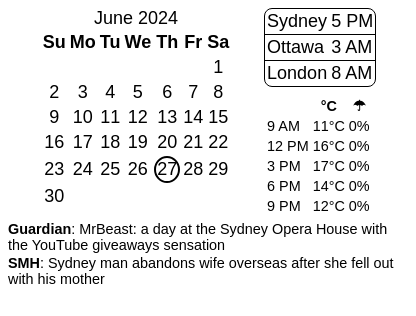 June 2024
Su Mo Tu We Th Fr Sa
1
2 3 4 5 6 7 8
9 10 11 12 13 14 15
16 17 18 19 20 21 22
23 24 25 26 27 28 29
30
Sydney 5 PM
Ottawa 3 AM
London 8 AM
°C ☂
9 AM 11°C 0%
12 PM 16°C 0%
3 PM 17°C 0%
6 PM 14°C 0%
9 PM 12°C 0%
Guardian: MrBeast: a day at the Sydney Opera House with
the YouTube giveaways sensation
SMH: Sydney man abandons wife overseas after she fell out
with his mother